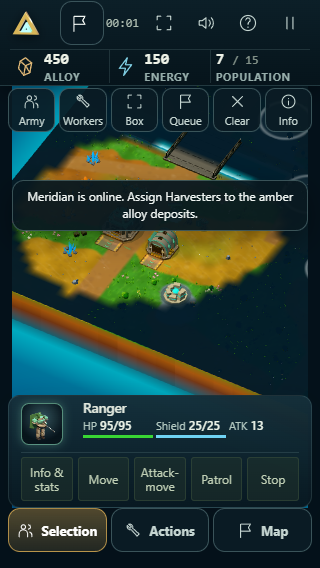 00:01
450 ALLOY
150 ENERGY
7 / 15 POPULATION
Army Workers Box Queue Clear Info
Meridian is online. Assign Harvesters to the amber
alloy deposits.
Ranger
HP 95/95 Shield 25/25 ATK 13
Info & stats
Move
Attack-move
Patrol
Stop
Selection Actions Map